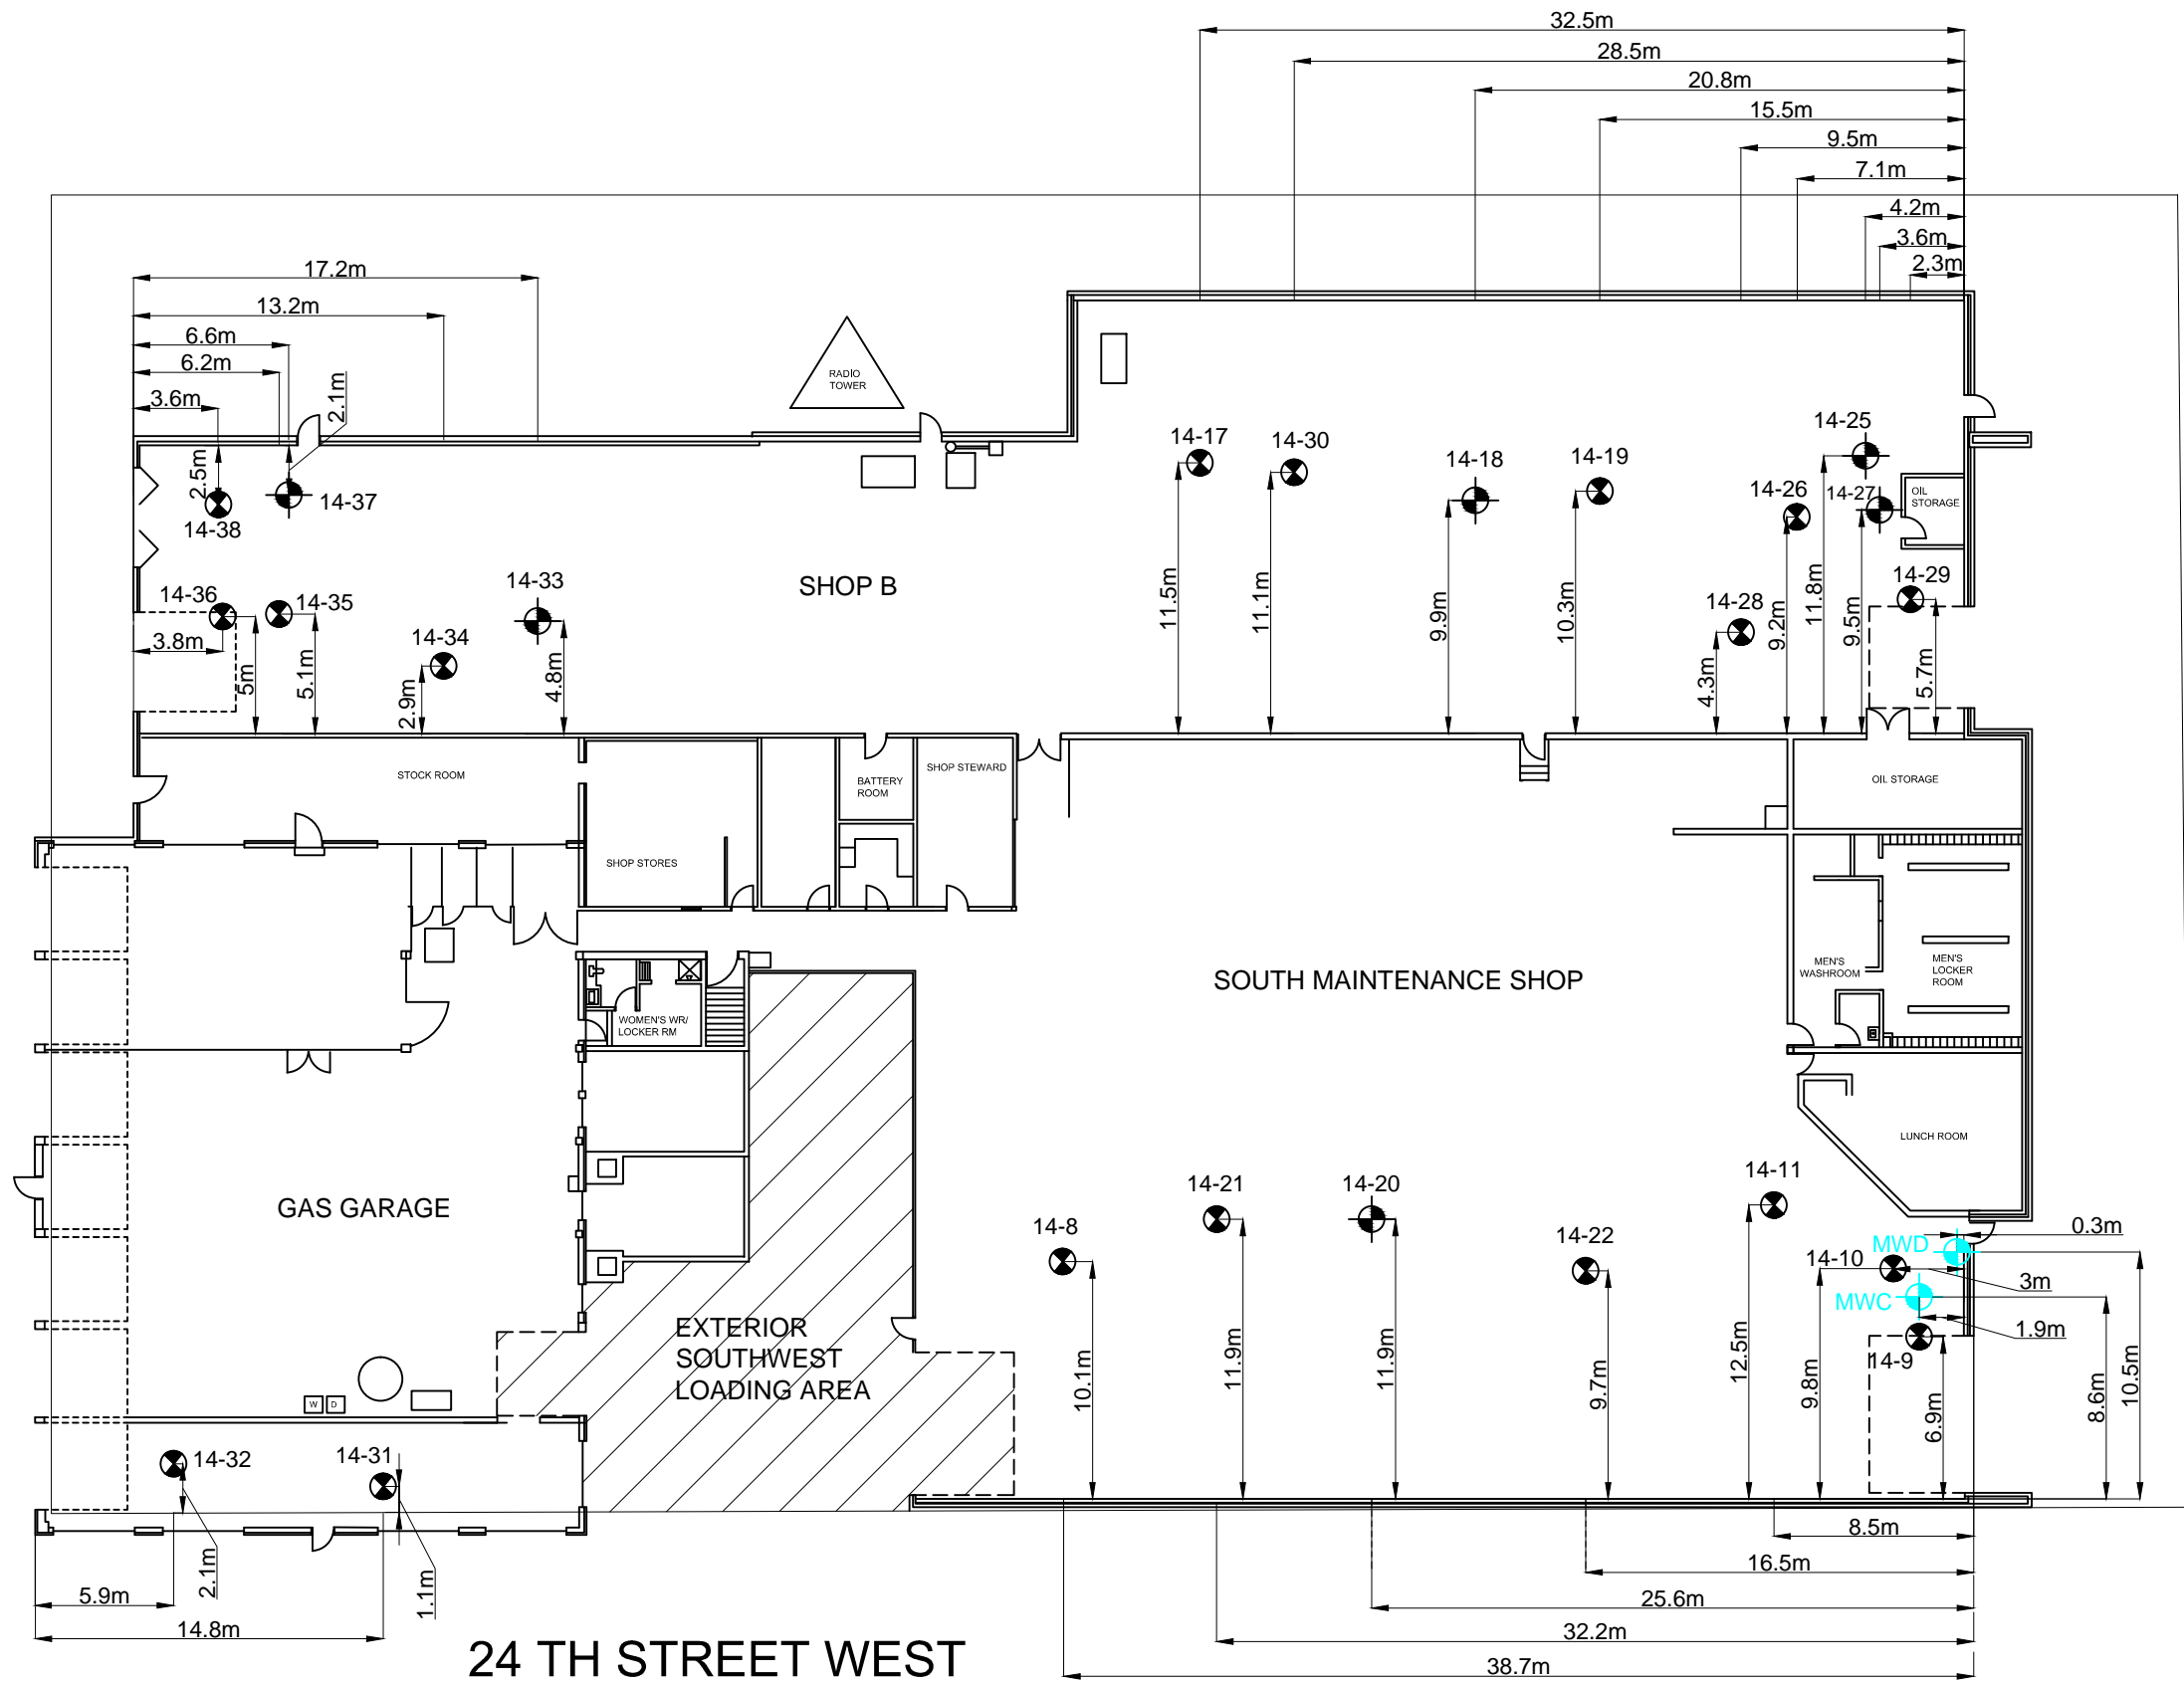 32.5m
28.5m
20.8m
15.5m
9.5m
7.1m
4.2m
3.6m
2.3m
17.2m
13.2m
6.6m
6.2m
3.6m
2.1m
2.5m
RADIO
TOWER
14-38
14-37
14-17
14-30
14-18
14-19
14-25
14-26
14-27
OIL
STORAGE
14-29
14-28
14-36
14-35
14-33
14-34
SHOP B
3.8m
5m
5.1m
2.9m
4.8m
11.5m
11.1m
9.9m
10.3m
4.3m
9.2m
11.8m
9.5m
5.7m
STOCK ROOM
SHOP STORES
BATTERY
ROOM
SHOP STEWARD
OIL STORAGE
MEN'S
WASHROOM
MEN'S
LOCKER
ROOM
SOUTH MAINTENANCE SHOP
WOMEN'S WR/
LOCKER RM
LUNCH ROOM
GAS GARAGE
14-8
14-21
14-20
14-22
14-11
14-10
MWD
MWC
14-9
0.3m
3m
1.9m
EXTERIOR
SOUTHWEST
LOADING AREA
10.1m
11.9m
11.9m
9.7m
12.5m
9.8m
6.9m
8.6m
10.5m
W
D
14-32
14-31
2.1m
1.1m
5.9m
14.8m
8.5m
16.5m
25.6m
32.2m
38.7m
24 TH STREET WEST